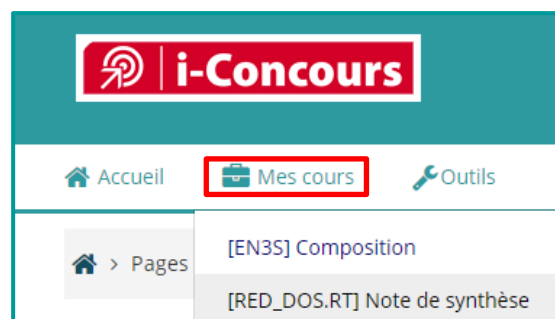 i-Concours
Accueil Mes cours Outils
> Pages
[EN3S] Composition
[RED_DOS.RT] Note de synthèse